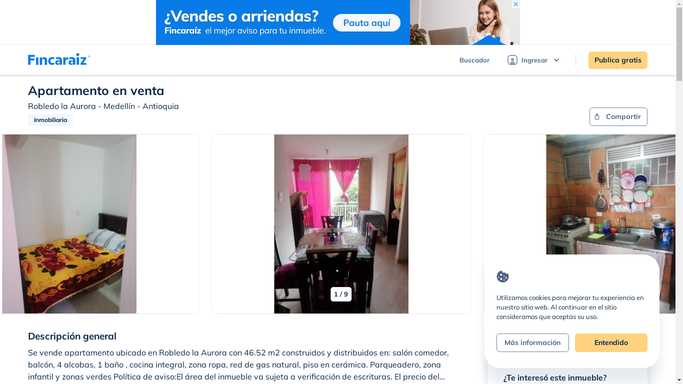 ¿Vendes o arriendas?
Fincaraíz el mejor aviso para tu inmueble.
Pauta aquí
Fincaraíz
Buscador
Ingresar
Publica gratis
Apartamento en venta
Robledo la Aurora - Medellín - Antioquia
Inmobiliaria
Compartir
1 / 9
Utilizamos cookies para mejorar tu experiencia en
nuestro sitio web. Al continuar en el sitio
consideramos que aceptas su uso.
Más información
Entendido
Descripción general
Se vende apartamento ubicado en Robledo la Aurora con 46.52 m2 construidos y distribuidos en: salón comedor,
balcón, 4 alcobas, 1 baño , cocina integral, zona ropa, red de gas natural, piso en cerámica. Parqueadero, zona
infantil y zonas verdes Política de aviso:El área del inmueble va sujeta a verificación de escrituras. El precio del...
¿Te interesó este inmueble?